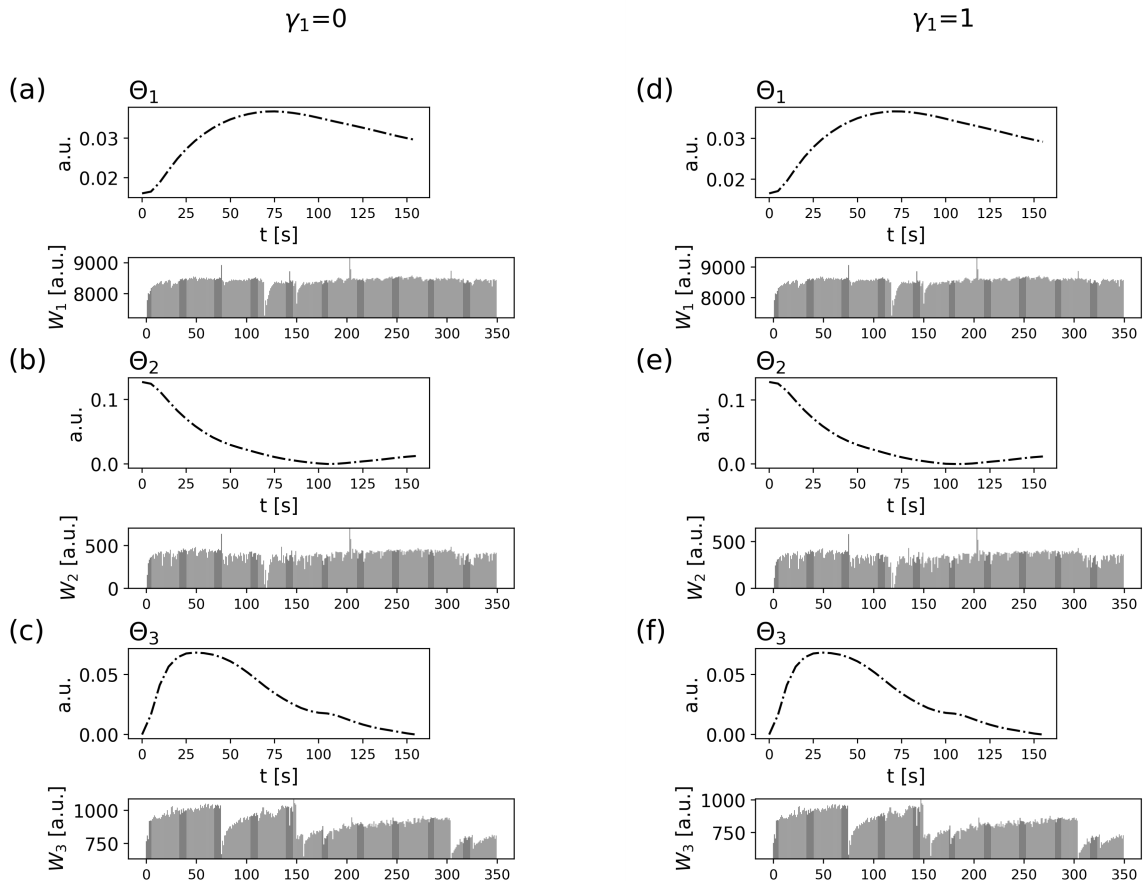 γ₁=0
γ₁=1
(a)
Θ₁
a.u.
0.03
0.02
0 25 50 75 100 125 150
t [s]
W₁ [a.u.]
9000
8000
0 50 100 150 200 250 300 350
(b)
Θ₂
a.u.
0.1
0.0
0 25 50 75 100 125 150
t [s]
W₂ [a.u.]
500
0
0 50 100 150 200 250 300 350
(c)
Θ₃
a.u.
0.05
0.00
0 25 50 75 100 125 150
t [s]
W₃ [a.u.]
1000
750
0 50 100 150 200 250 300 350
(d)
Θ₁
a.u.
0.03
0.02
0 25 50 75 100 125 150
t [s]
W₁ [a.u.]
9000
8000
0 50 100 150 200 250 300 350
(e)
Θ₂
a.u.
0.1
0.0
0 25 50 75 100 125 150
t [s]
W₂ [a.u.]
500
0
0 50 100 150 200 250 300 350
(f)
Θ₃
a.u.
0.05
0.00
0 25 50 75 100 125 150
t [s]
W₃ [a.u.]
1000
750
0 50 100 150 200 250 300 350